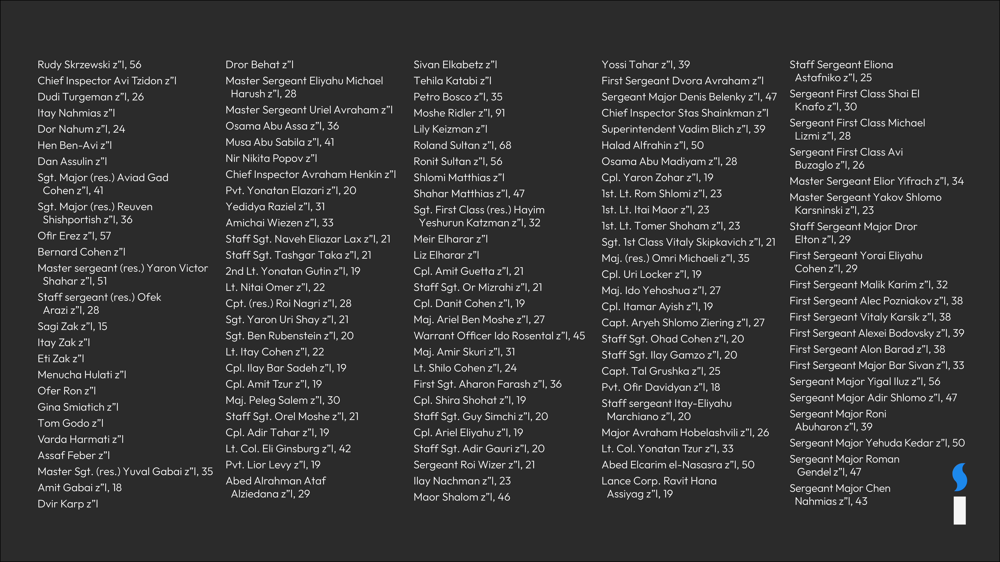 Rudy Skrzewski z”l, 56
Chief Inspector Avi Tzidon z”l
Dudi Turgeman z”l, 26
Itay Nahmias z”l
Dor Nahum z”l, 24
Hen Ben-Avi z”l
Dan Assulin z”l
Sgt. Major (res.) Aviad Gad
Cohen z”l, 41
Sgt. Major (res.) Reuven
Shishportish z”l, 36
Ofir Erez z”l, 57
Bernard Cohen z”l
Master sergeant (res.) Yaron Victor
Shahar z”l, 51
Staff sergeant (res.) Ofek
Arazi z”l, 28
Sagi Zak z”l, 15
Itay Zak z”l
Eti Zak z”l
Menucha Hulati z”l
Ofer Ron z”l
Gina Smiatich z”l
Tom Godo z”l
Varda Harmati z”l
Assaf Feber z”l
Master Sgt. (res.) Yuval Gabai z”l, 35
Amit Gabai z”l, 18
Dvir Karp z”l
Dror Behat z”l
Master Sergeant Eliyahu Michael
Harush z”l, 28
Master Sergeant Uriel Avraham z”l
Osama Abu Assa z”l, 36
Musa Abu Sabila z”l, 41
Nir Nikita Popov z”l
Chief Inspector Avraham Henkin z”l
Pvt. Yonatan Elazari z”l, 20
Yedidya Raziel z”l, 31
Amichai Wiezen z”l, 33
Staff Sgt. Naveh Eliazar Lax z”l, 21
Staff Sgt. Tashgar Taka z”l, 21
2nd Lt. Yonatan Gutin z”l, 19
Lt. Nitai Omer z”l, 22
Cpt. (res.) Roi Nagri z”l, 28
Sgt. Yaron Uri Shay z”l, 21
Sgt. Ben Rubenstein z”l, 20
Lt. Itay Cohen z”l, 22
Cpl. Ilay Bar Sadeh z”l, 19
Cpl. Amit Tzur z”l, 19
Maj. Peleg Salem z”l, 30
Staff Sgt. Orel Moshe z”l, 21
Cpl. Adir Tahar z”l, 19
Lt. Col. Eli Ginsburg z”l, 42
Pvt. Lior Levy z”l, 19
Abed Alrahman Ataf
Alziedana z”l, 29
Sivan Elkabetz z”l
Tehila Katabi z”l
Petro Bosco z”l, 35
Moshe Ridler z”l, 91
Lily Keizman z”l
Roland Sultan z”l, 68
Ronit Sultan z”l, 56
Shlomi Matthias z”l
Shahar Matthias z”l, 47
Sgt. First Class (res.) Hayim
Yeshurun Katzman z”l, 32
Meir Elharar z”l
Liz Elharar z”l
Cpl. Amit Guetta z”l, 21
Staff Sgt. Or Mizrahi z”l, 21
Cpl. Danit Cohen z”l, 19
Maj. Ariel Ben Moshe z”l, 27
Warrant Officer Ido Rosental z”l, 45
Maj. Amir Skuri z”l, 31
Lt. Shilo Cohen z”l, 24
First Sgt. Aharon Farash z”l, 36
Cpl. Shira Shohat z”l, 19
Staff Sgt. Guy Simchi z”l, 20
Cpl. Ariel Eliyahu z”l, 19
Staff Sgt. Adir Gauri z”l, 20
Sergeant Roi Wizer z”l, 21
Ilay Nachman z”l, 23
Maor Shalom z”l, 46
Yossi Tahar z”l, 39
First Sergeant Dvora Avraham z”l
Sergeant Major Denis Belenky z”l, 47
Chief Inspector Stas Shainkman z”l
Superintendent Vadim Blich z”l, 39
Halad Alfrahin z”l, 50
Osama Abu Madiyam z”l, 28
Cpl. Yaron Zohar z”l, 19
1st. Lt. Rom Shlomi z”l, 23
1st. Lt. Itai Maor z”l, 23
1st. Lt. Tomer Shoham z”l, 23
Sgt. 1st Class Vitaly Skipkavich z”l, 21
Maj. (res.) Omri Michaeli z”l, 35
Cpl. Uri Locker z”l, 19
Maj. Ido Yehoshua z”l, 27
Cpl. Itamar Ayish z”l, 19
Capt. Aryeh Shlomo Ziering z”l, 27
Staff Sgt. Ohad Cohen z”l, 20
Staff Sgt. Ilay Gamzo z”l, 20
Capt. Tal Grushka z”l, 25
Pvt. Ofir Davidyan z”l, 18
Staff sergeant Itay-Eliyahu
Marchiano z”l, 20
Major Avraham Hobelashvili z”l, 26
Lt. Col. Yonatan Tzur z”l, 33
Abed Elcarim el-Nasasra z”l, 50
Lance Corp. Ravit Hana
Assiyag z”l, 19
Staff Sergeant Eliona
Astafniko z”l, 25
Sergeant First Class Shai El
Knafo z”l, 30
Sergeant First Class Michael
Lizmi z”l, 28
Sergeant First Class Avi
Buzaglo z”l, 26
Master Sergeant Elior Yifrach z”l, 34
Master Sergeant Yakov Shlomo
Karsninski z”l, 23
Staff Sergeant Major Dror
Elton z”l, 29
First Sergeant Yorai Eliyahu
Cohen z”l, 29
First Sergeant Malik Karim z”l, 32
First Sergeant Alec Pozniakov z”l, 38
First Sergeant Vitaly Karsik z”l, 38
First Sergeant Alexei Bodovsky z”l, 39
First Sergeant Alon Barad z”l, 38
First Sergeant Major Bar Sivan z”l, 33
Sergeant Major Yigal Iluz z”l, 56
Sergeant Major Adir Shlomo z”l, 47
Sergeant Major Roni
Abuharon z”l, 39
Sergeant Major Yehuda Kedar z”l, 50
Sergeant Major Roman
Gendel z”l, 47
Sergeant Major Chen
Nahmias z”l, 43